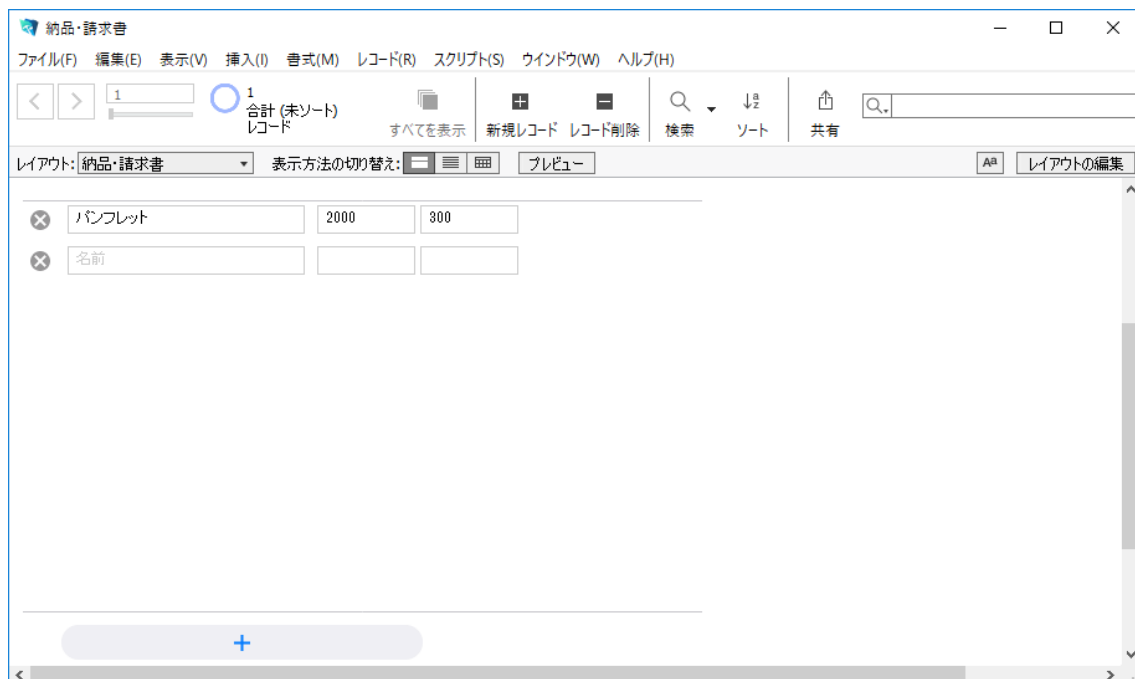 納品・請求書
ファイル(F) 編集(E) 表示(V) 挿入(I) 書式(M) レコード(R) スクリプト(S) ウインドウ(W) ヘルプ(H)
1
1
合計 (未ソート)
レコード
すべてを表示
新規レコード
レコード削除
検索
ソート
共有
レイアウト: 納品・請求書 表示方法の切り替え: プレビュー Aa レイアウトの編集
パンフレット 2000 300
名前
+